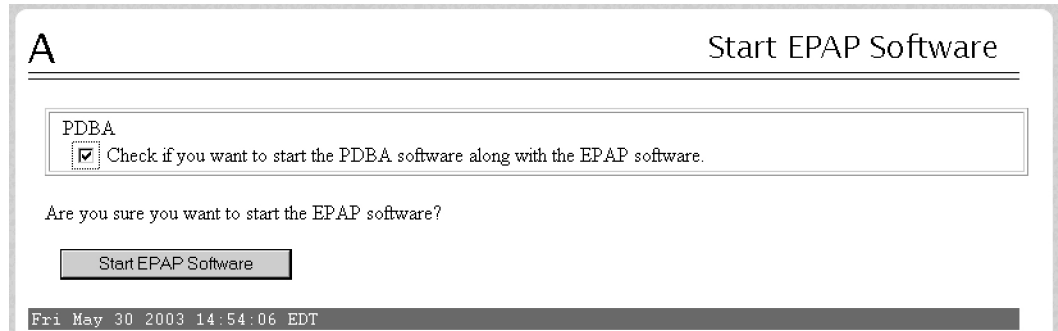 A
Start EPAP Software
PDBA
Check if you want to start the PDBA software along with the EPAP software.
Are you sure you want to start the EPAP software?
Start EPAP Software
Fri May 30 2003 14:54:06 EDT